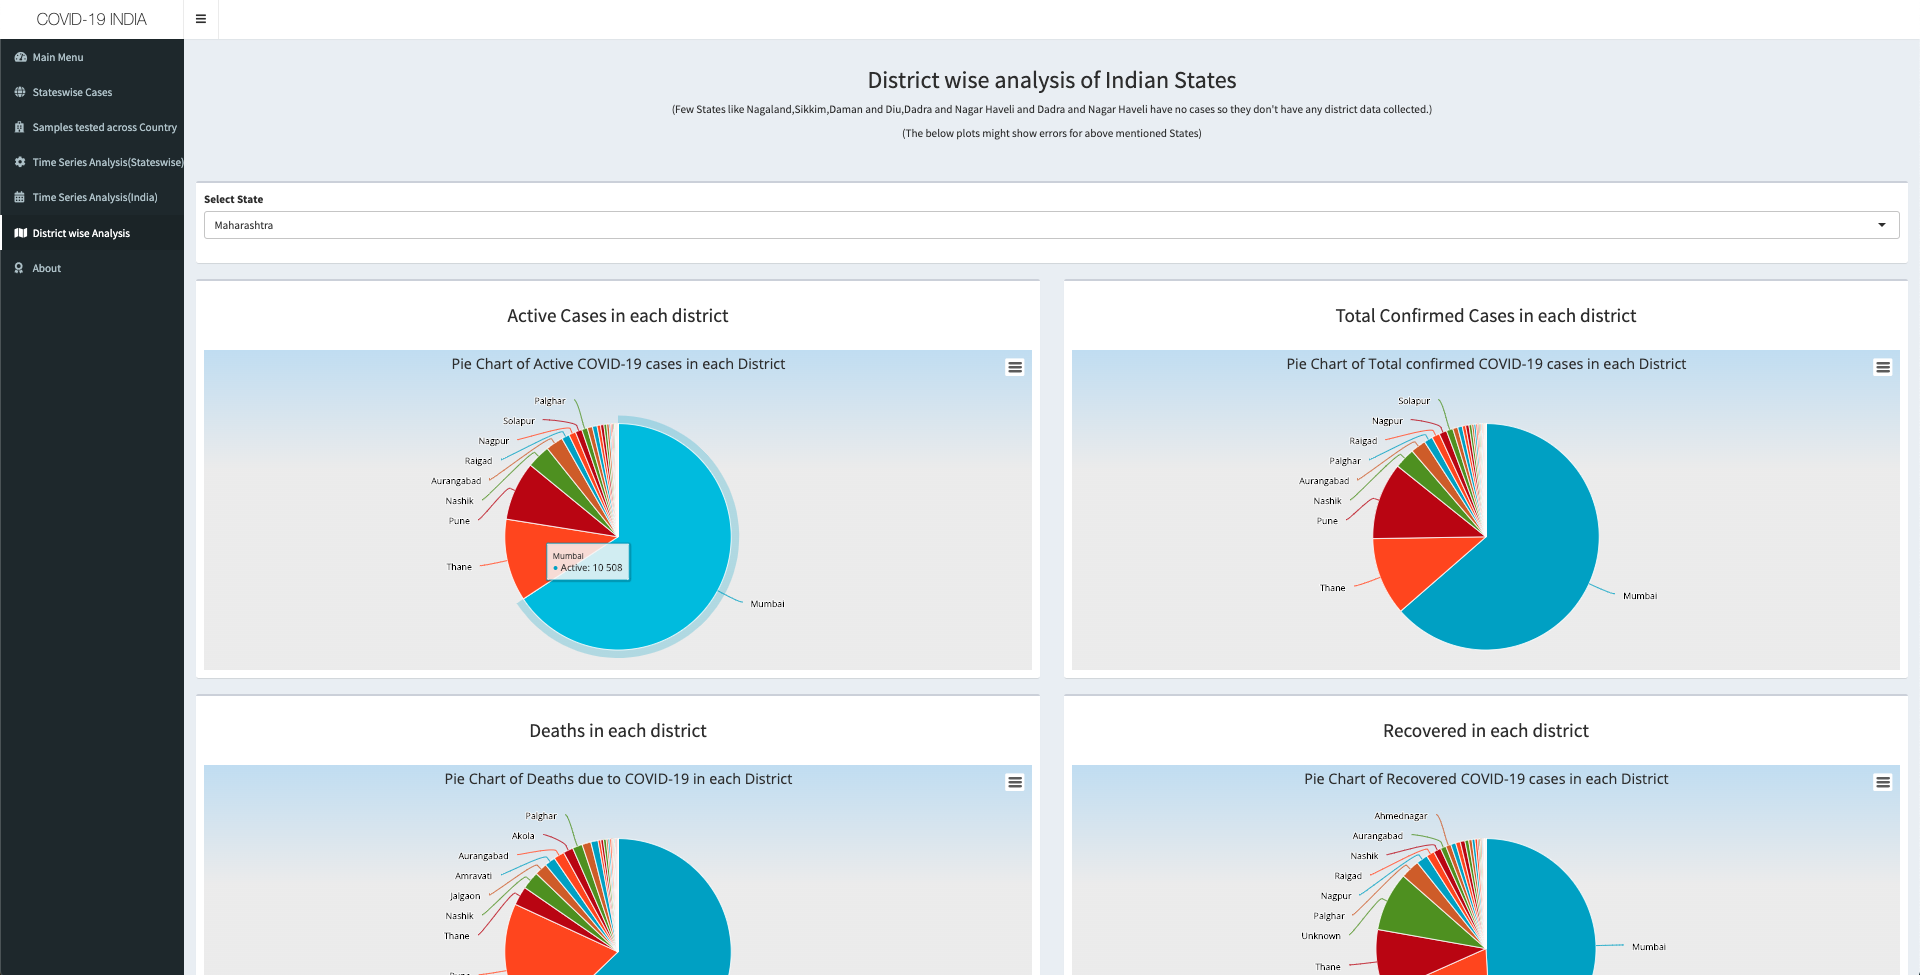 COVID-19 INDIA
Main Menu
Stateswise Cases
Samples tested across Country
Time Series Analysis(Stateswise)
Time Series Analysis(India)
District wise Analysis
About
District wise analysis of Indian States
(Few States like Nagaland,Sikkim,Daman and Diu,Dadra and Nagar Haveli and Dadra and Nagar Haveli have no cases so they don't have any district data collected.)
(The below plots might show errors for above mentioned States)
Select State
Maharashtra
Active Cases in each district
Pie Chart of Active COVID-19 cases in each District
Palghar
Solapur
Nagpur
Raigad
Aurangabad
Nashik
Pune
Thane
Mumbai
Active: 10 508
Mumbai
Total Confirmed Cases in each district
Pie Chart of Total confirmed COVID-19 cases in each District
Solapur
Nagpur
Raigad
Palghar
Aurangabad
Nashik
Pune
Thane
Mumbai
Deaths in each district
Pie Chart of Deaths due to COVID-19 in each District
Palghar
Akola
Aurangabad
Amravati
Jalgaon
Nashik
Thane
Recovered in each district
Pie Chart of Recovered COVID-19 cases in each District
Ahmednagar
Aurangabad
Nashik
Raigad
Nagpur
Palghar
Unknown
Thane
Mumbai